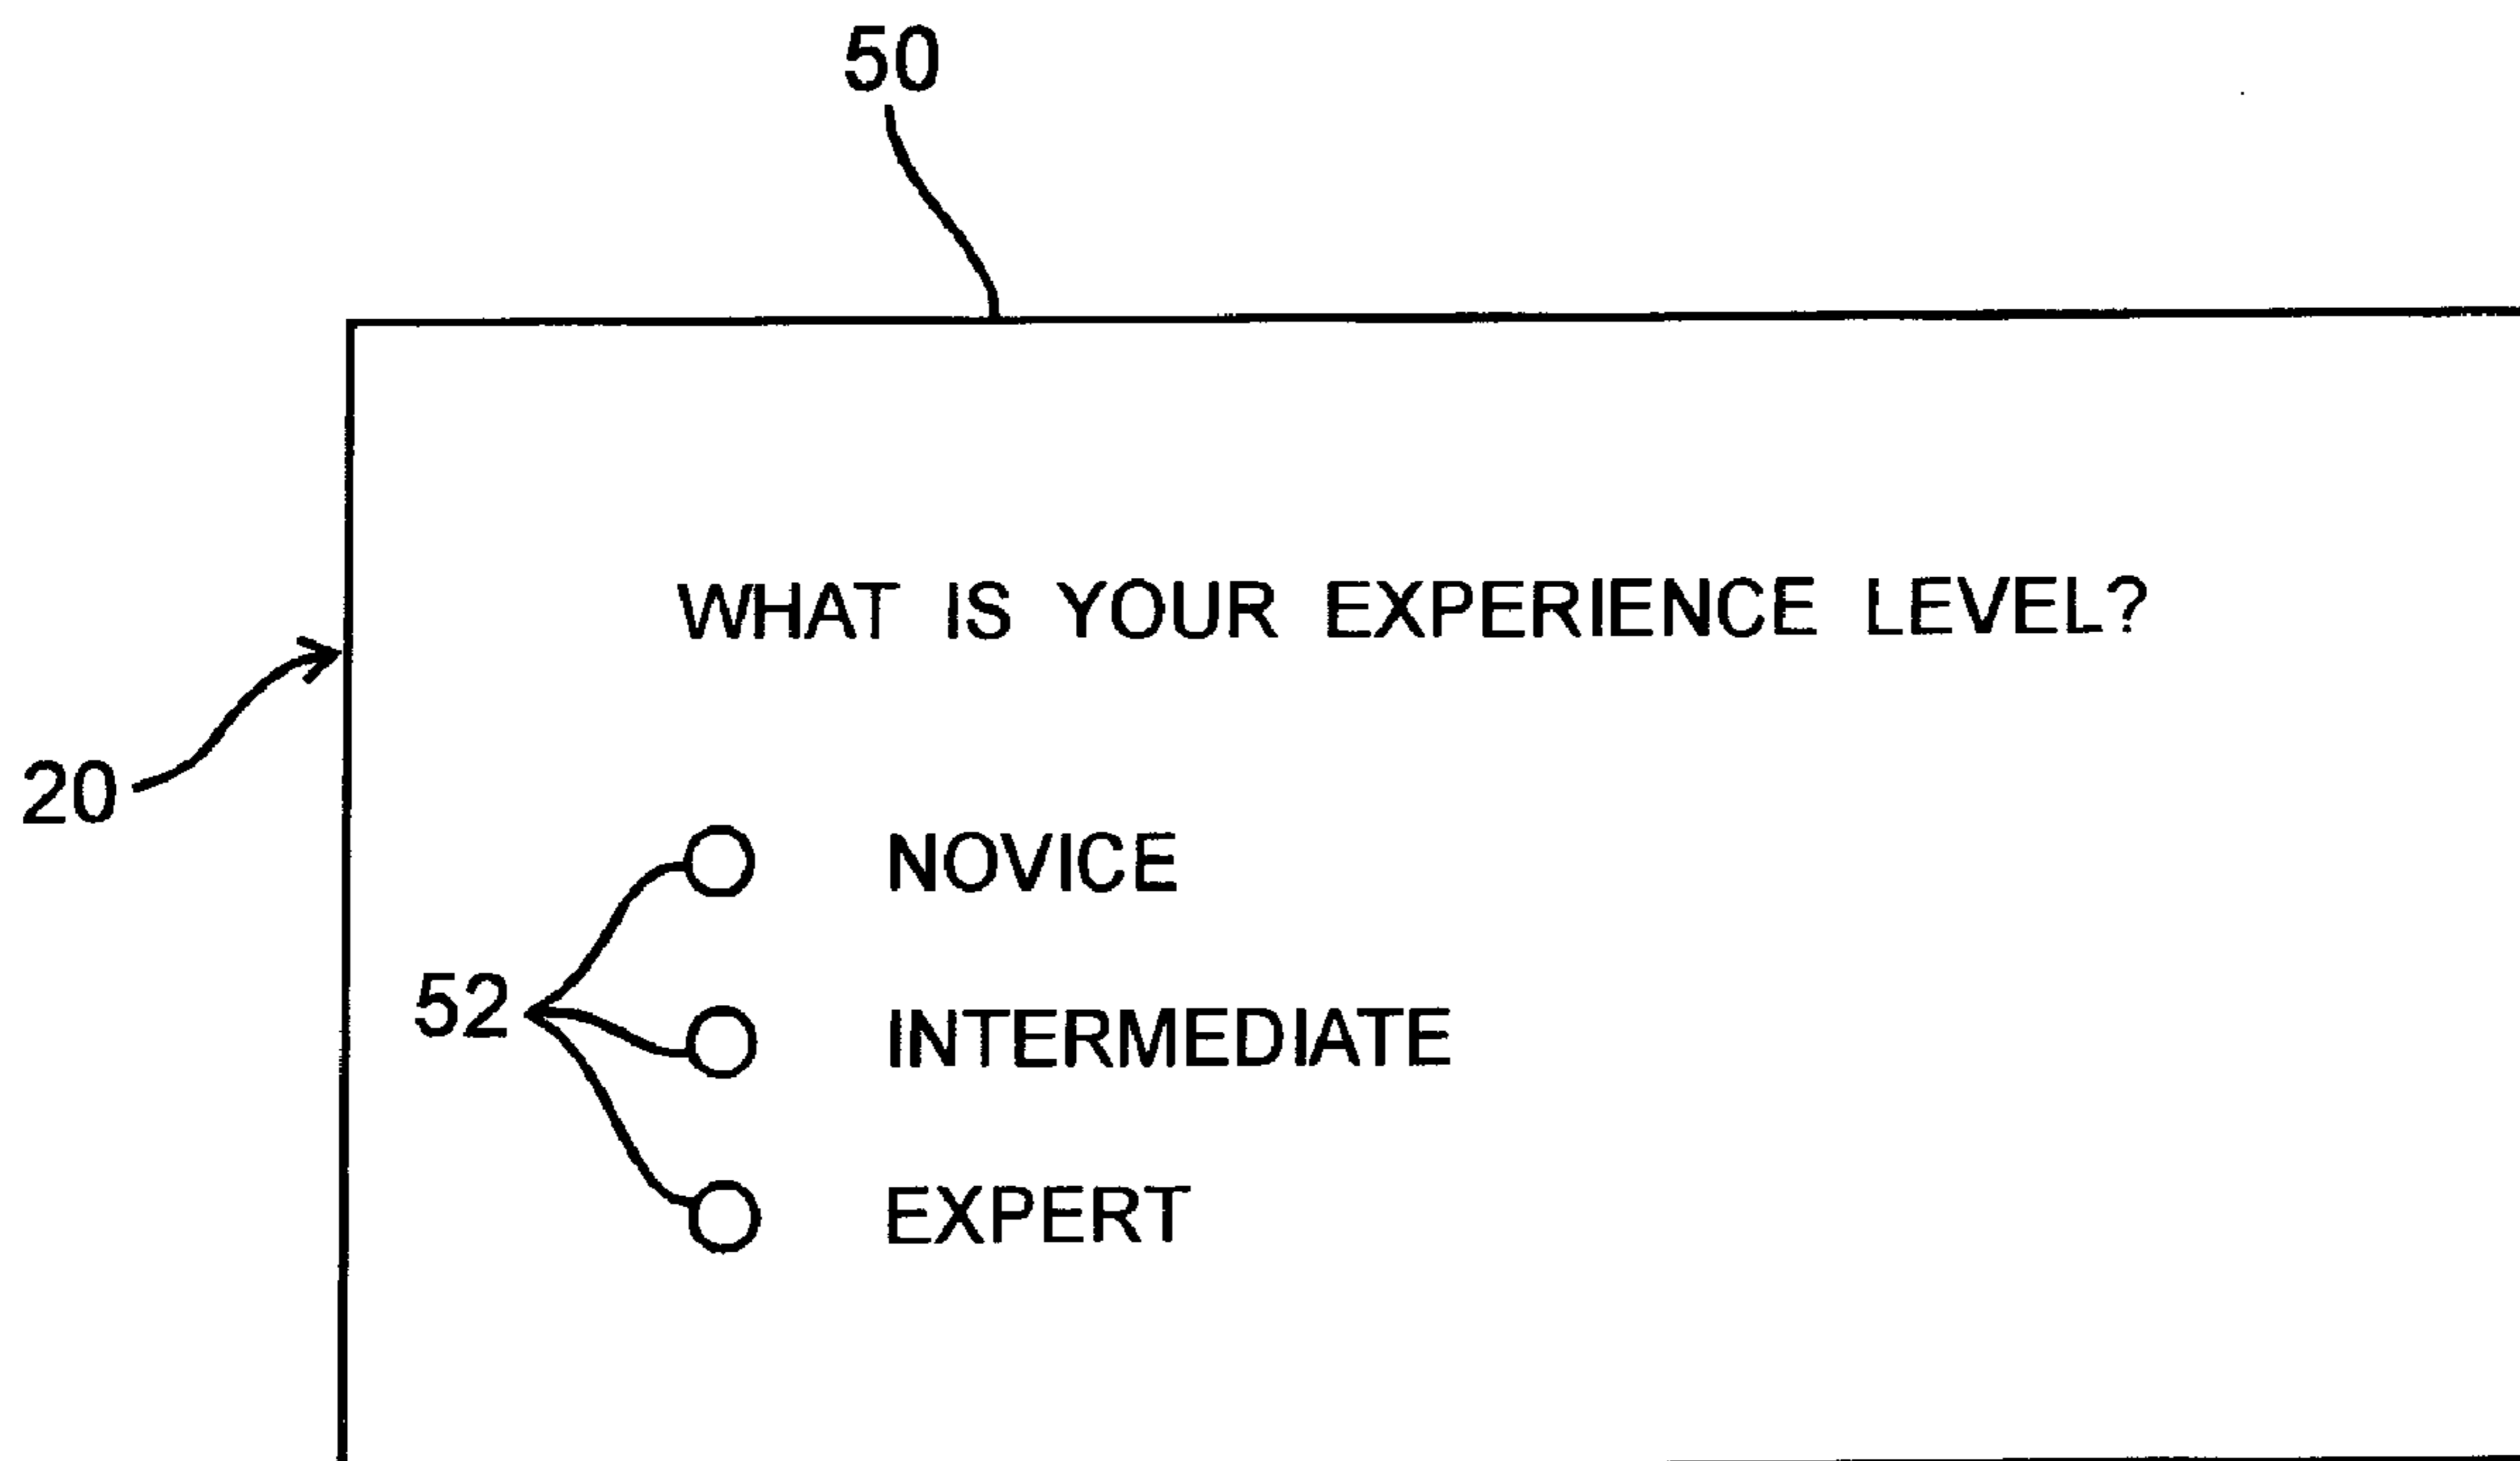 50
WHAT IS YOUR EXPERIENCE LEVEL?
20
NOVICE
52
INTERMEDIATE
EXPERT